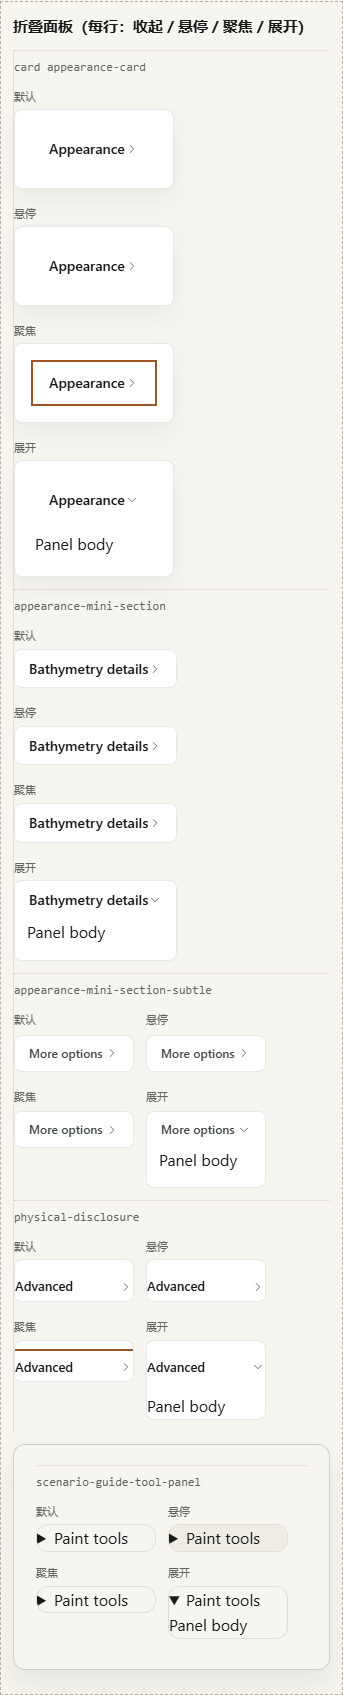 折叠面板（每行：收起 / 悬停 / 聚焦 / 展开）
card appearance-card
默认
Appearance
悬停
Appearance
聚焦
Appearance
展开
Appearance
Panel body
appearance-mini-section
默认
Bathymetry details
悬停
Bathymetry details
聚焦
Bathymetry details
展开
Bathymetry details
Panel body
appearance-mini-section-subtle
默认 悬停
More options More options
聚焦 展开
More options More options
Panel body
physical-disclosure
默认 悬停
Advanced Advanced
聚焦 展开
Advanced Advanced
Panel body
scenario-guide-tool-panel
默认 悬停
Paint tools Paint tools
聚焦 展开
Paint tools Paint tools
Panel body